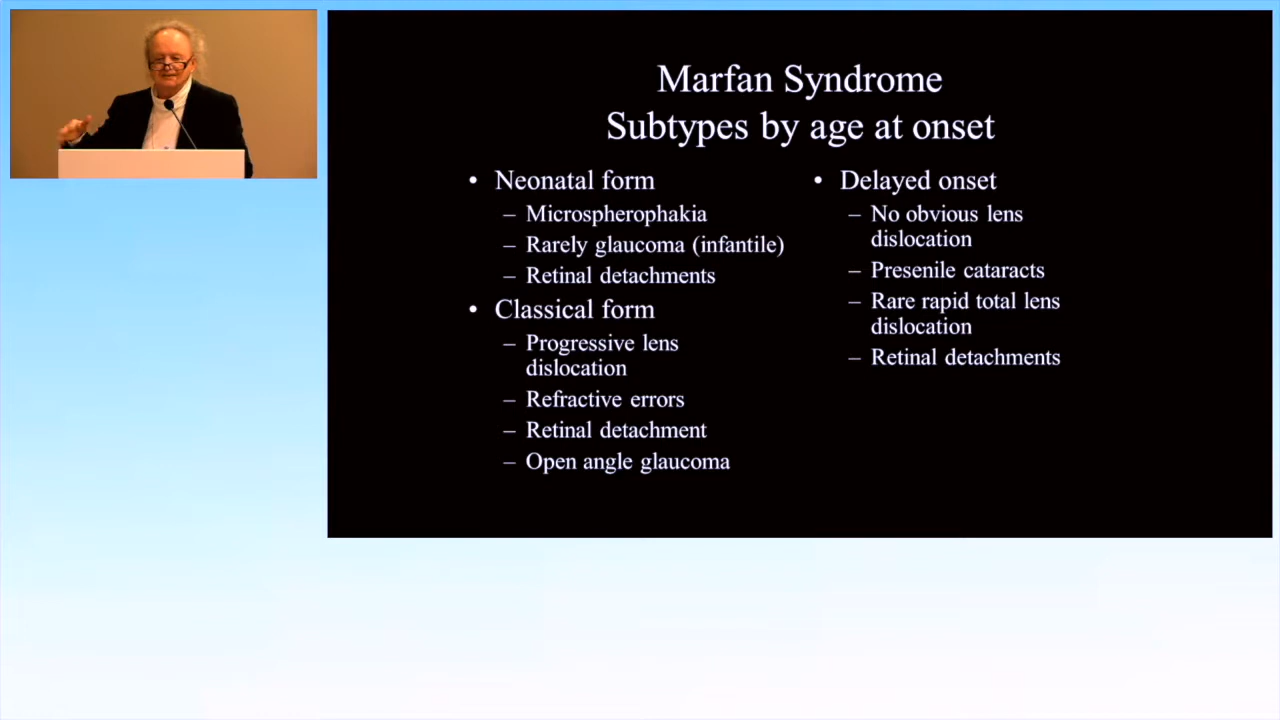 Marfan Syndrome
Subtypes by age at onset
• Neonatal form
– Microspherophakia
– Rarely glaucoma (infantile)
– Retinal detachments
• Classical form
– Progressive lens
dislocation
– Refractive errors
– Retinal detachment
– Open angle glaucoma
• Delayed onset
– No obvious lens
dislocation
– Presenile cataracts
– Rare rapid total lens
dislocation
– Retinal detachments